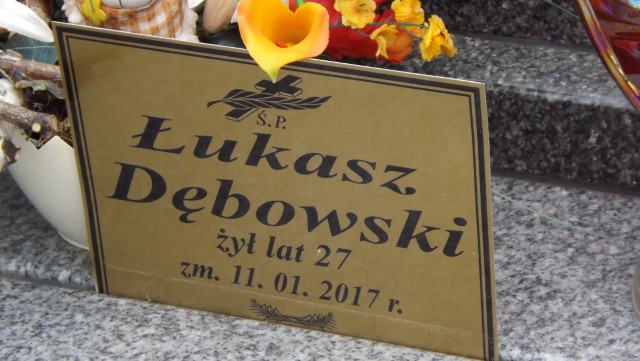 Ś.P.
Łukasz
Dębowski
żył lat 27
zm. 11. 01. 2017 r.